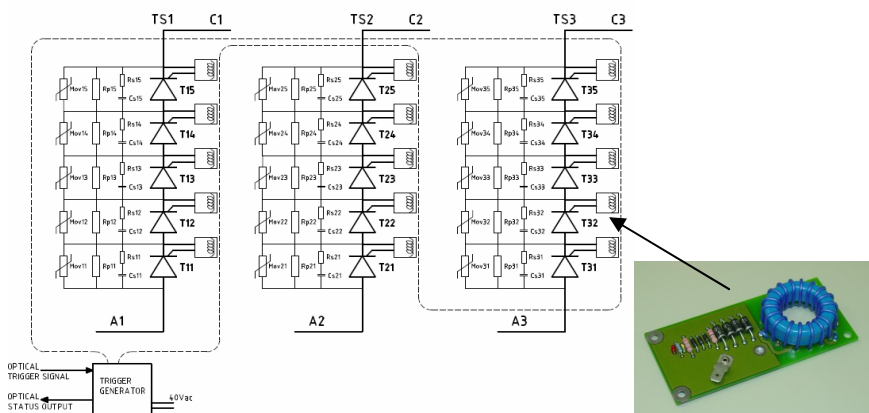 TS1 C1 TS2 C2 TS3 C3
Mov15 Rp15 Rs15 Cs15 T15 Mov25 Rp25 Rs25 Cs25 T25 Mov35 Rp35 Rs35 Cs35 T35
Mov14 Rp14 Rs14 Cs14 T14 Mov24 Rp24 Rs24 Cs24 T24 Mov34 Rp34 Rs34 Cs34 T34
Mov13 Rp13 Rs13 Cs13 T13 Mov23 Rp23 Rs23 Cs23 T23 Mov33 Rp33 Rs33 Cs33 T33
Mov12 Rp12 Rs12 Cs12 T12 Mov22 Rp22 Rs22 Cs22 T22 Mov32 Rp32 Rs32 Cs32 T32
Mov11 Rp11 Rs11 Cs11 T11 Mov21 Rp21 Rs21 Cs21 T21 Mov31 Rp31 Rs31 Cs31 T31
A1 A2 A3
OPTICAL
TRIGGER SIGNAL
OPTICAL
STATUS OUTPUT
TRIGGER
GENERATOR
40Vac